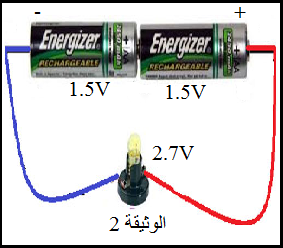 - +
Energizer Energizer
RECHARGEABLE RECHARGEABLE
1.5V 1.5V
2.7V
الوثيقة 2